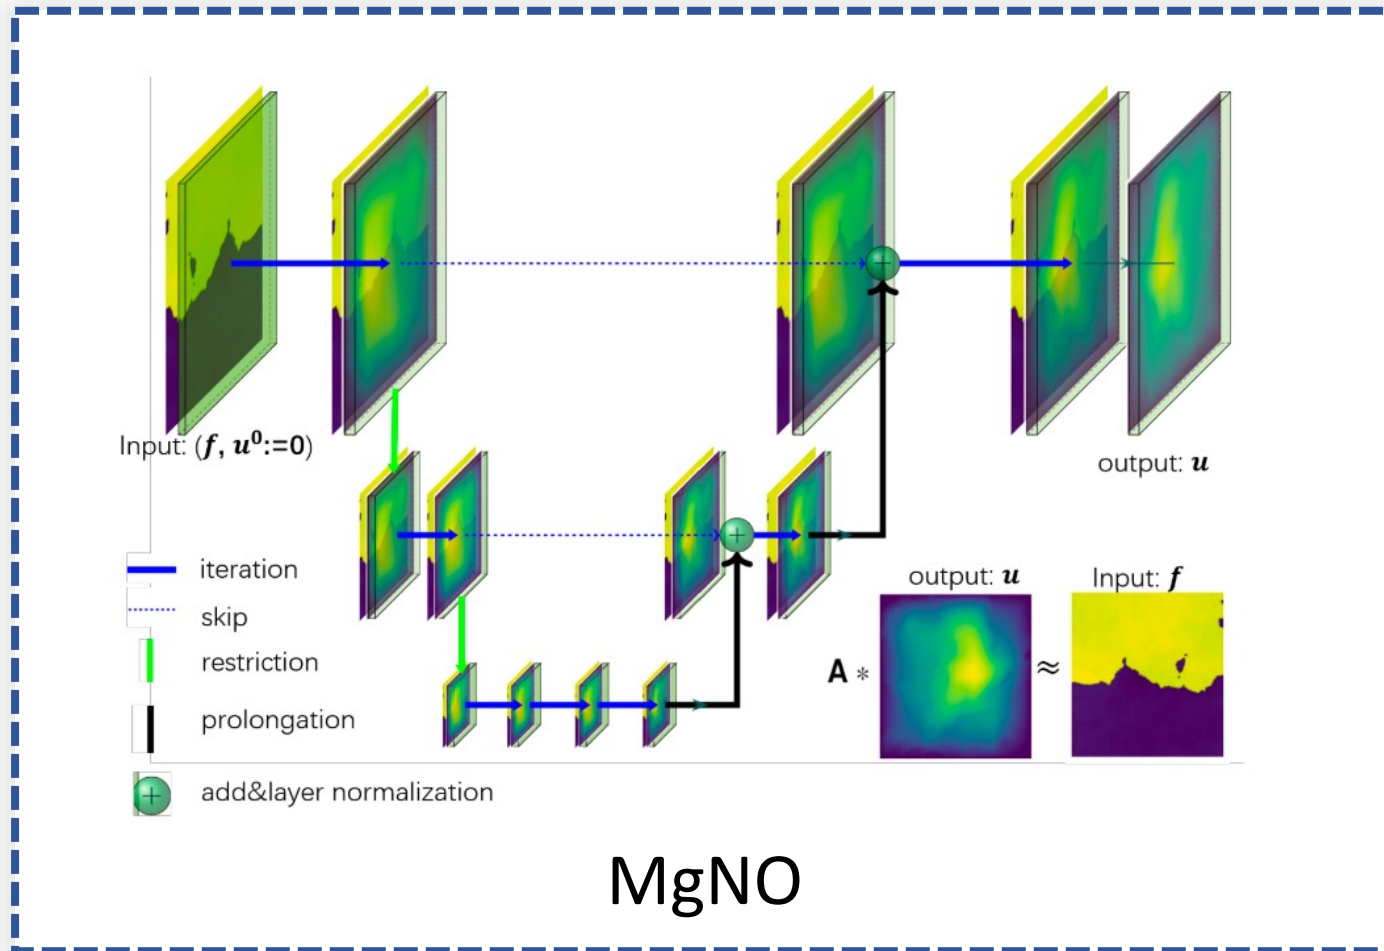 Input: (f, u⁰:=0)
output: u
iteration
skip
restriction
prolongation
add&layer normalization
output: u
Input: f
A * ≈
MgNO